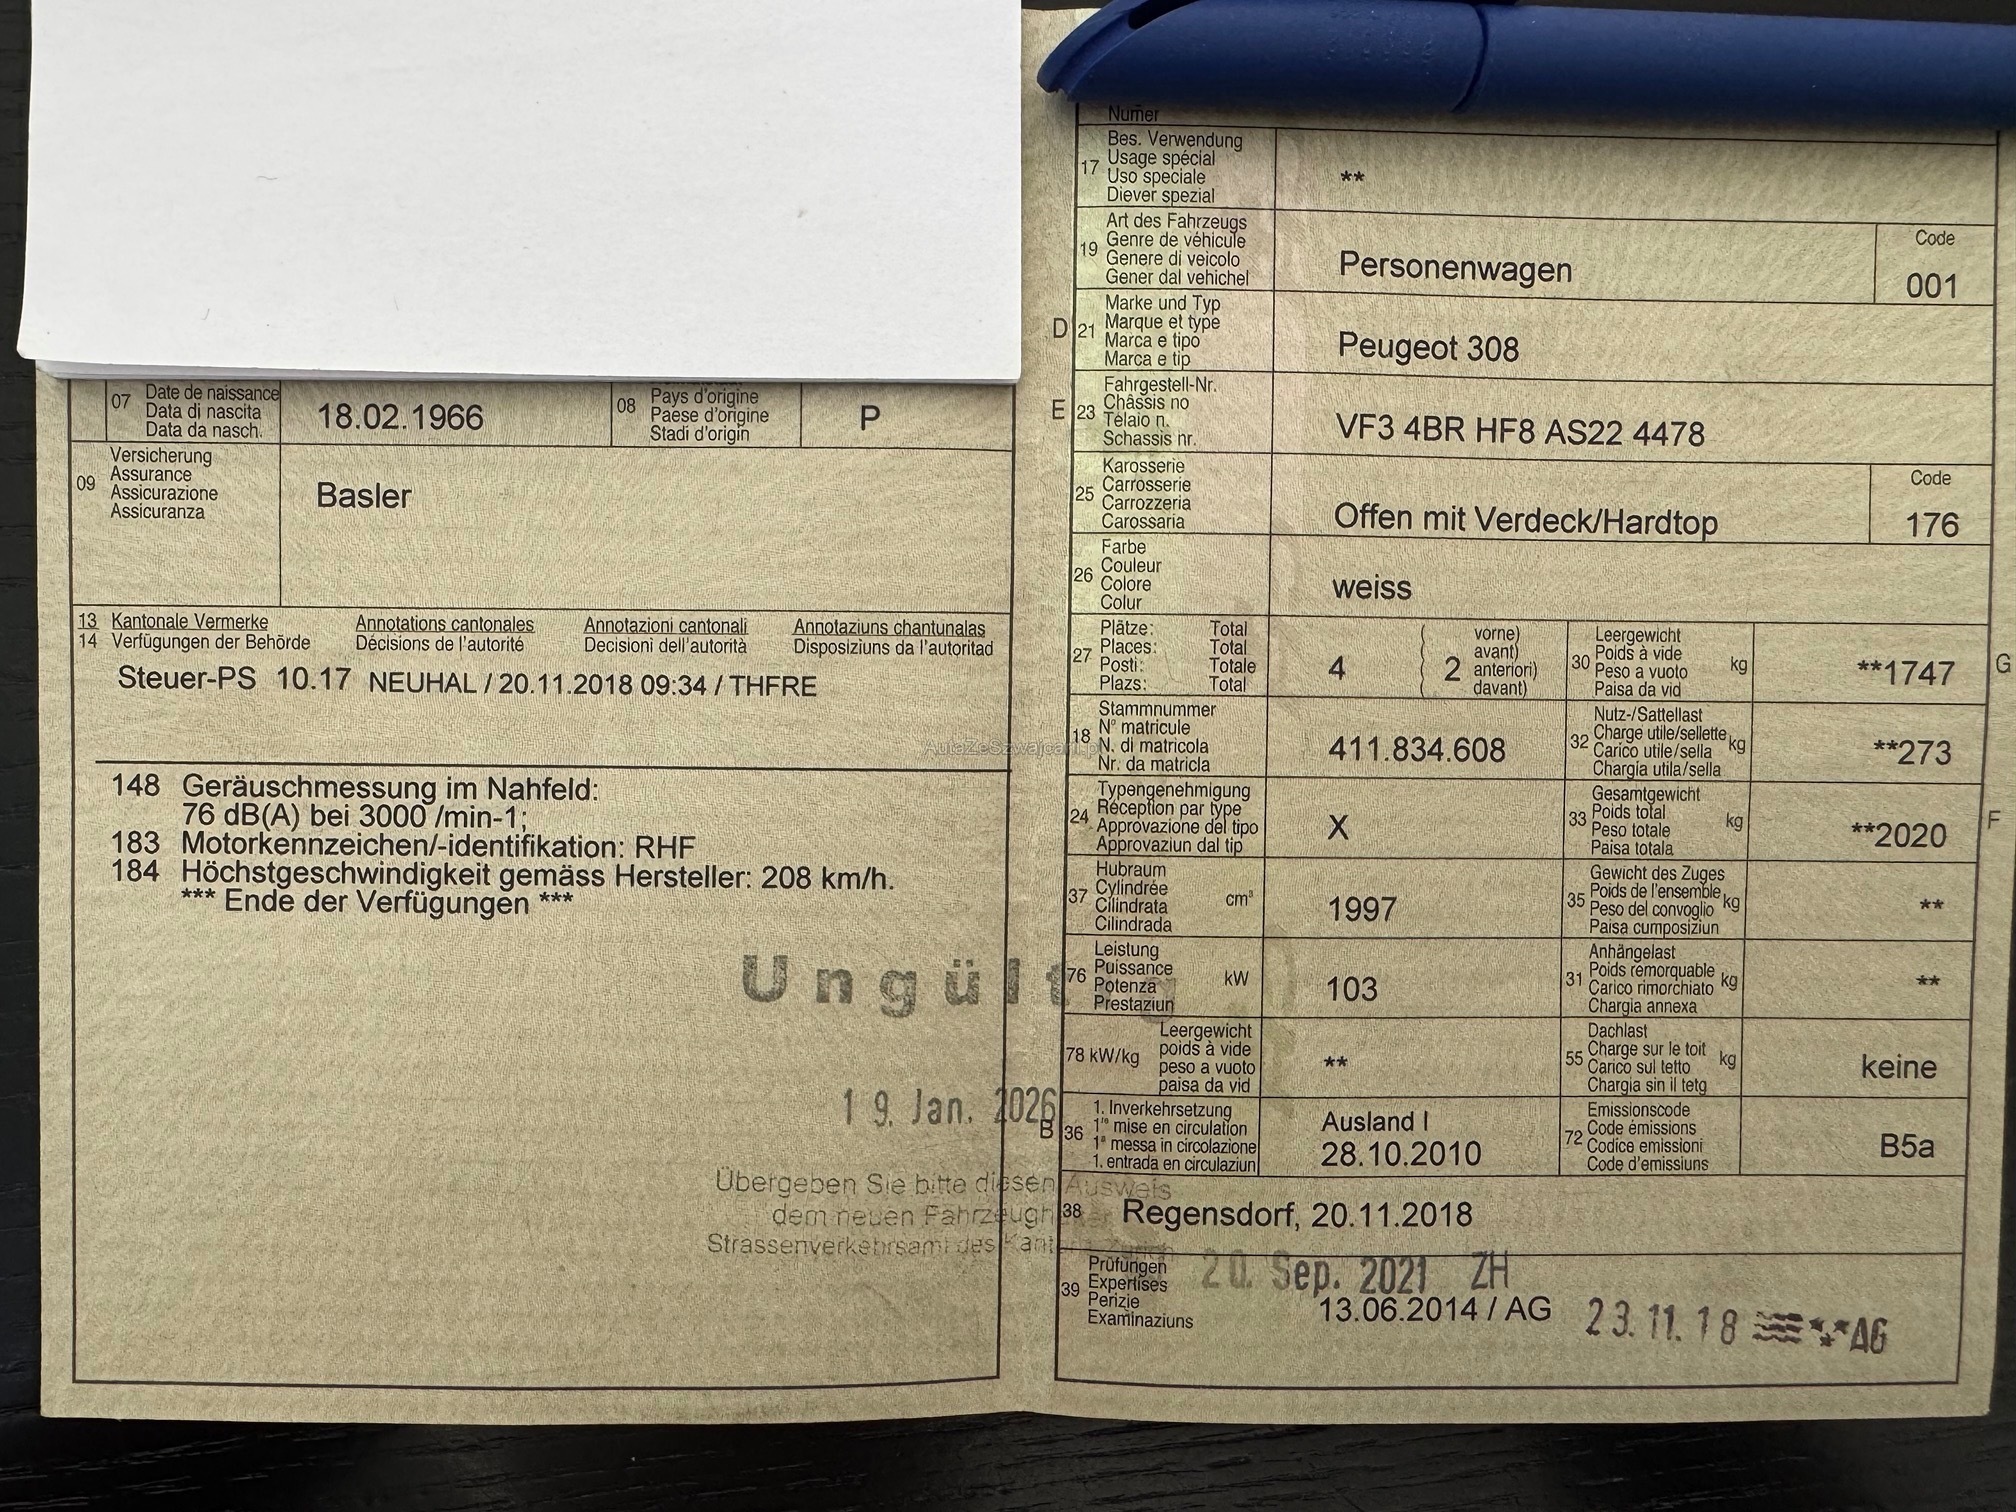 07 Date de naissance
Data di nascita
Data da nasch.
18.02.1966
08 Pays d'origine
Paese d'origine
Stadi d'origin
P
09 Versicherung
Assurance
Assicurazione
Assicuranza
Basler
13 Kantonale Vermerke Annotations cantonales Annotazioni cantonali Annotaziuns chantunalas
14 Verfügungen der Behörde Décisions de l'autorité Decisioni dell'autorità Disposiziuns da l'autoritad
Steuer-PS 10.17 NEUHAL / 20.11.2018 09:34 / THFRE
148 Geräuschmessung im Nahfeld:
76 dB(A) bei 3000 /min-1;
183 Motorkennzeichen/-identifikation: RHF
184 Höchstgeschwindigkeit gemäss Hersteller: 208 km/h.
*** Ende der Verfügungen ***
Ungült
19. Jan. 2026
Übergeben Sie bitte diesen Ausweis
dem neuen
Strassenverkehrsamt des
AutaZeSzwajcarii.pl
Numer
17 Bes. Verwendung
Usage spécial
Uso speciale
Diever spezial
**
19 Art des Fahrzeugs
Genre de véhicule
Genere di veicolo
Gener dal vehichel
Personenwagen
Code
001
D 21 Marke und Typ
Marque et type
Marca e tipo
Marca e tip
Peugeot 308
E 23 Fahrgestell-Nr.
Châssis no
Telaio n.
Schassis nr.
VF3 4BR HF8 AS22 4478
25 Karosserie
Carrosserie
Carrozzeria
Carossaria
Offen mit Verdeck/Hardtop
Code
176
26 Farbe
Couleur
Colore
Colur
weiss
27 Plätze: Total
Places: Total
Posti: Totale
Plazs: Total
4
2
vorne)
avant)
anteriori)
davant)
30 Leergewicht
Poids à vide
Peso a vuoto
Paisa da vid
kg
**1747
G
18 Stammnummer
N° matricule
N. di matricola
Nr. da matricla
411.834.608
32 Nutz-/Sattellast
Charge utile/sellette
Carico utile/sella
Chargia utila/sella
kg
**273
24 Typengenehmigung
Réception par type
Approvazione del tipo
Approvaziun dal tip
X
33 Gesamtgewicht
Poids total
Peso totale
Paisa totala
kg
**2020
F
37 Hubraum
Cylindrée
Cilindrata
Cilindrada
cm³
1997
35 Gewicht des Zuges
Poids de l'ensemble
Peso del convoglio
Paisa cumposiziun
kg
**
76 Leistung
Puissance
Potenza
Prestaziun
kW
103
31 Anhängelast
Poids remorquable
Carico rimorchiato
Chargia annexa
kg
**
78 kW/kg
Leergewicht
poids à vide
peso a vuoto
paisa da vid
**
55 Dachlast
Charge sur le toit
Carico sul tetto
Chargia sin il tetg
kg
keine
B 36 1. Inverkehrsetzung
1re mise en circulation
1a messa in circolazione
1. entrada en circulaziun
Ausland I
28.10.2010
72 Emissionscode
Code émissions
Codice emissioni
Code d'emissiuns
B5a
38 Regensdorf, 20.11.2018
39 Prüfungen
Expertises
Perizie
Examinaziuns
20. Sep. 2021 ZH
13.06.2014 / AG
23.11.18 AG